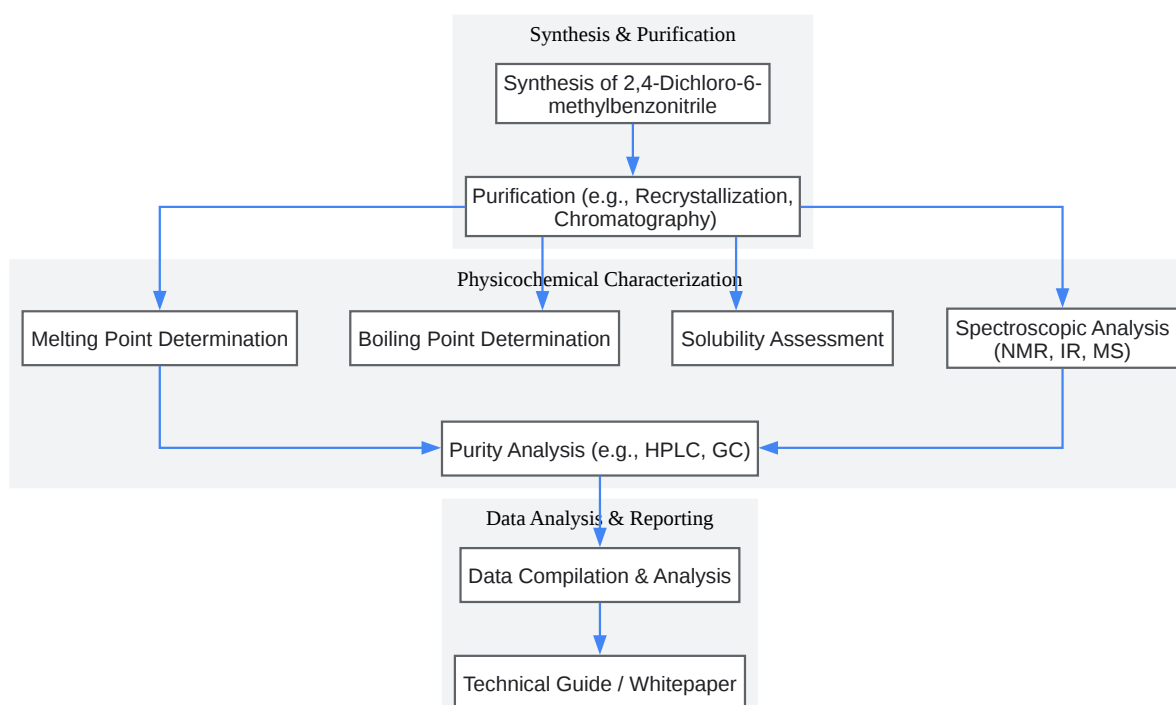 Synthesis & Purification
Synthesis of 2,4-Dichloro-6-
methylbenzonitrile
Purification (e.g., Recrystallization,
Chromatography)
Physicochemical Characterization
Melting Point Determination
Boiling Point Determination
Solubility Assessment
Spectroscopic Analysis
(NMR, IR, MS)
Purity Analysis (e.g., HPLC, GC)
Data Analysis & Reporting
Data Compilation & Analysis
Technical Guide / Whitepaper